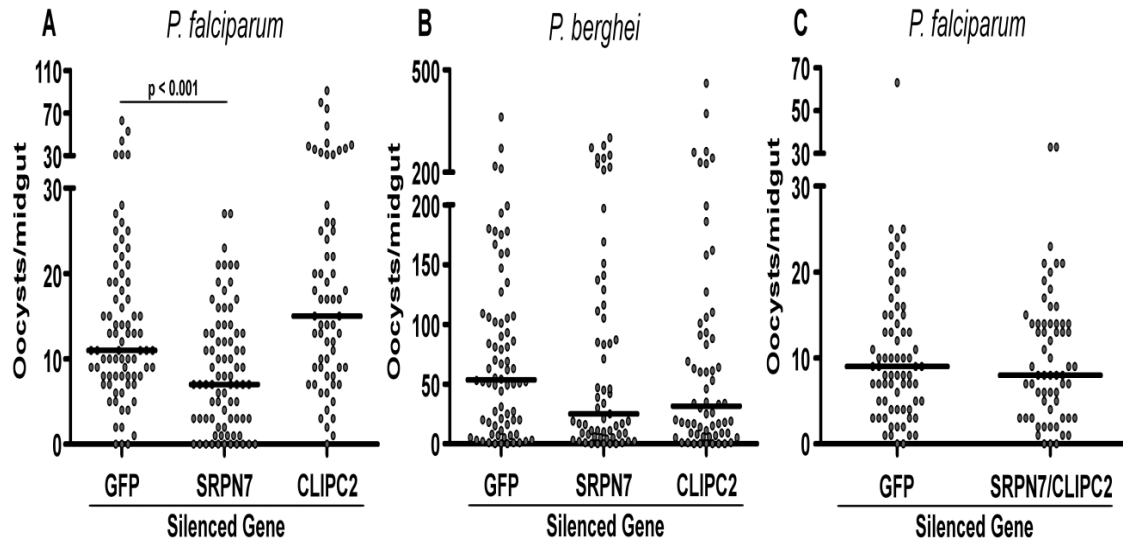 A
P. falciparum
Oocysts/midgut
110
70
30
30
20
10
0
p < 0.001
GFP
SRPN7
CLIPC2
Silenced Gene
B
P. berghei
Oocysts/midgut
500
200
200
150
100
50
0
GFP
SRPN7
CLIPC2
Silenced Gene
C
P. falciparum
Oocysts/midgut
70
50
30
30
20
10
0
GFP
SRPN7/CLIPC2
Silenced Gene